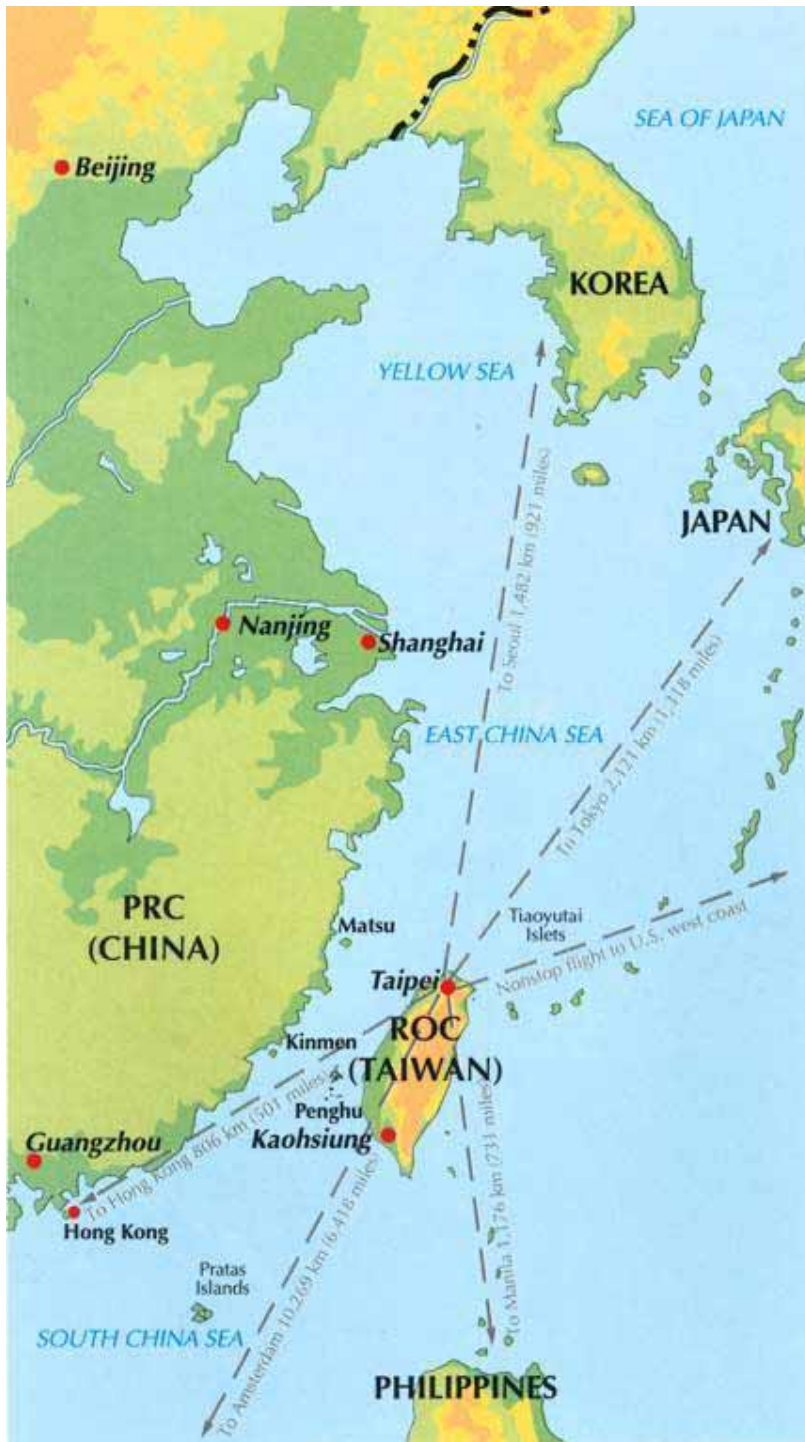 SEA OF JAPAN
Beijing
KOREA
YELLOW SEA
To Seoul 1,482 km (921 miles)
JAPAN
Nanjing
Shanghai
EAST CHINA SEA
To Tokyo 2,121 km (1,318 miles)
PRC
(CHINA)
Matsu
Tiaoyutai
Islets
Nonstop flight to U.S. west coast
Taipei
ROC
(TAIWAN)
Kinmen
Penghu
Kaohsiung
Guangzhou
To Hong Kong 806 km (501 miles)
Hong Kong
To Manila 1,176 km (731 miles)
Pratas
Islands
To Amsterdam 10,269 km (6,418 miles)
SOUTH CHINA SEA
PHILIPPINES